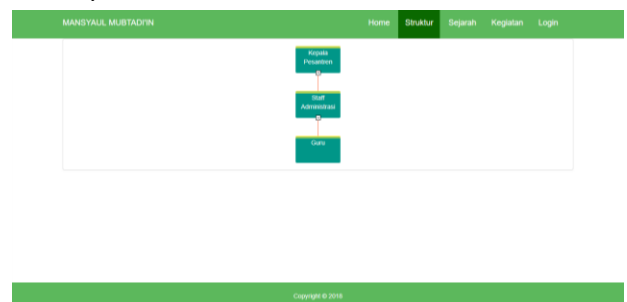 MANSYAUL MUBTADI'IN Home Struktur Sejarah Kegiatan Login
Kepala
Pesantren
Staff
Administrasi
Guru
Copyright © 2018